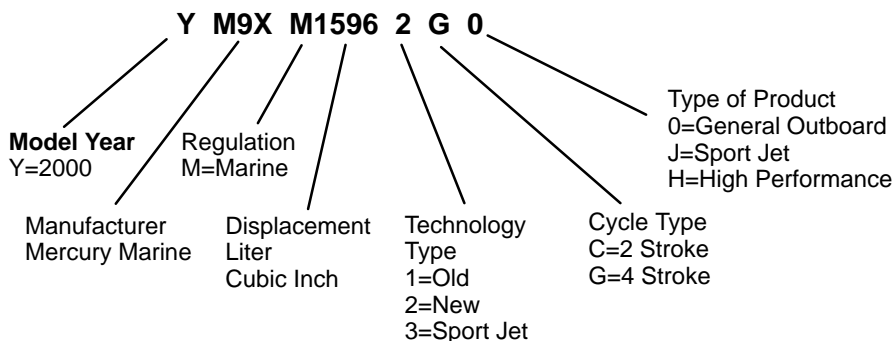 Y M9X M1596 2 G 0
Model Year
Y=2000
Manufacturer
Mercury Marine
Regulation
M=Marine
Displacement
Liter
Cubic Inch
Technology
Type
1=Old
2=New
3=Sport Jet
Cycle Type
C=2 Stroke
G=4 Stroke
Type of Product
0=General Outboard
J=Sport Jet
H=High Performance